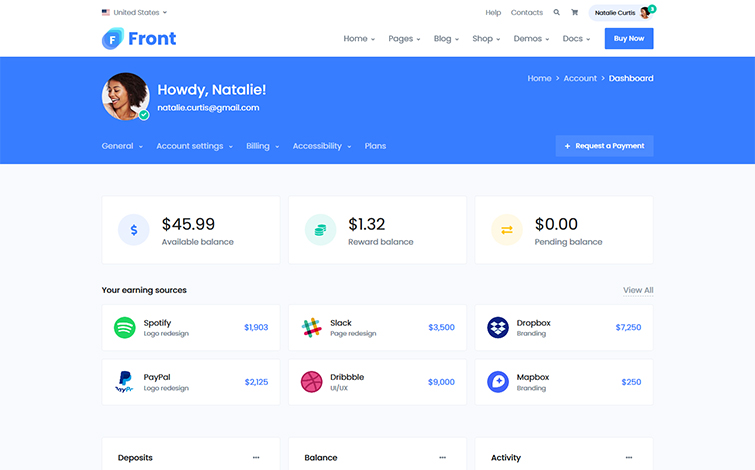 United States
Help Contacts Natalie Curtis
Front
Home Pages Blog Shop Demos Docs Buy Now
Howdy, Natalie!
natalie.curtis@gmail.com
Home > Account > Dashboard
General Account settings Billing Accessibility Plans
+ Request a Payment
$ $45.99
Available balance
$1.32
Reward balance
$0.00
Pending balance
Your earning sources View All
Spotify
Logo redesign
$1,903
Slack
Page redesign
$3,500
Dropbox
Branding
$7,250
PayPal
Logo redesign
$2,125
Dribbble
UI/UX
$9,000
Mapbox
Branding
$250
Deposits ••• Balance ••• Activity •••